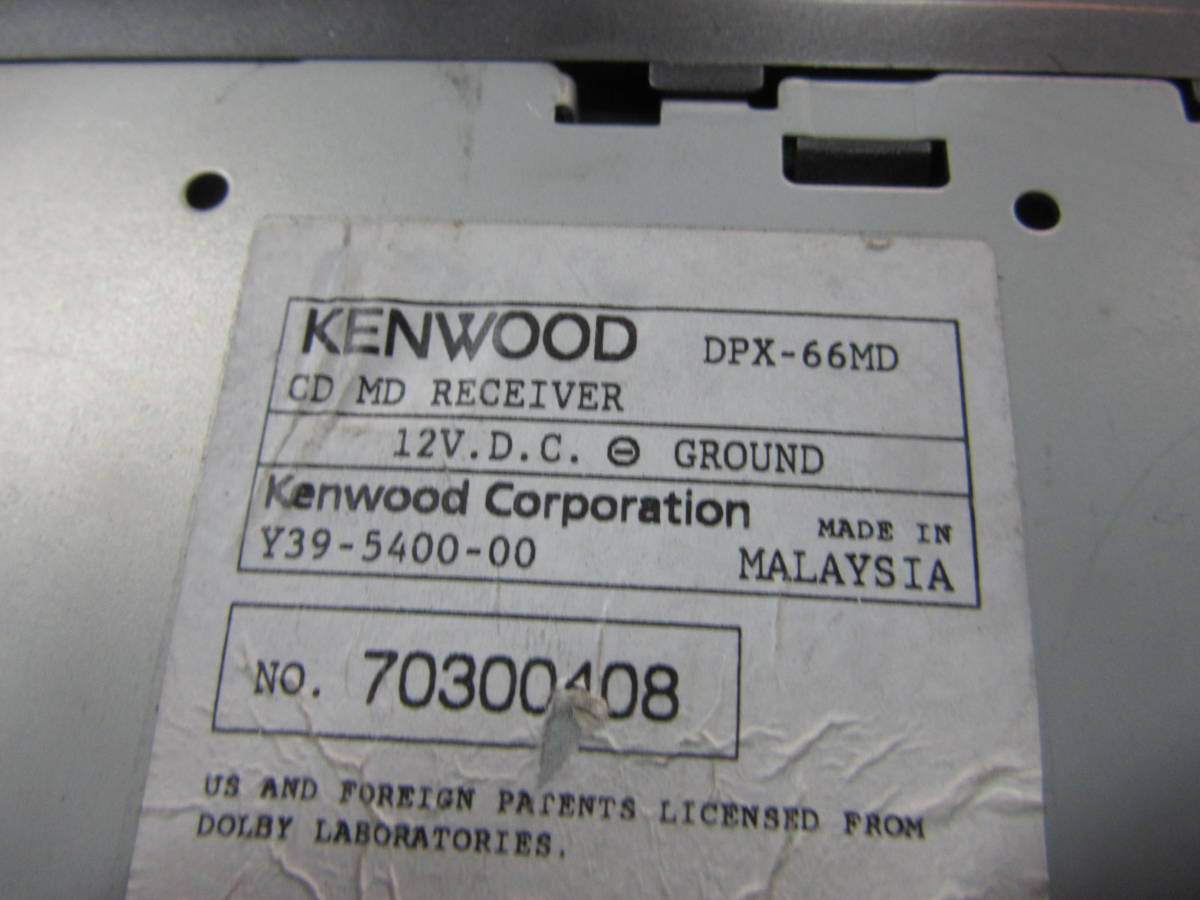 KENWOOD DPX-66MD
CD MD RECEIVER
12V.D.C. ⊖ GROUND
Kenwood Corporation
Y39-5400-00
MADE IN
MALAYSIA
NO. 70300408
US AND FOREIGN PATENTS LICENSED FROM
DOLBY LABORATORIES.